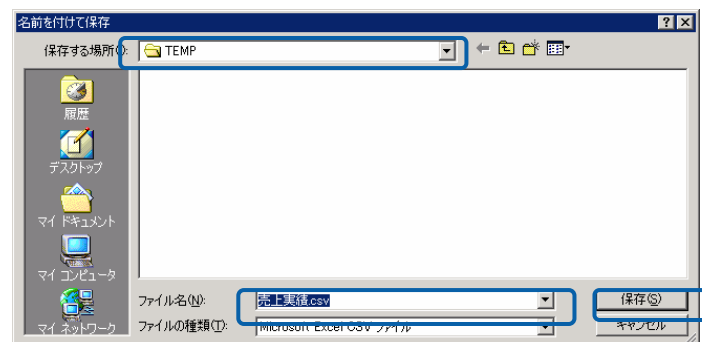 名前を付けて保存
保存する場所(I):
TEMP
履歴
デスクトップ
マイ ドキュメント
マイ コンピュータ
マイ ネットワーク
ファイル名(N):
売上実績.csv
保存(S)
ファイルの種類(T):
Microsoft Excel CSV ファイル
キャンセル